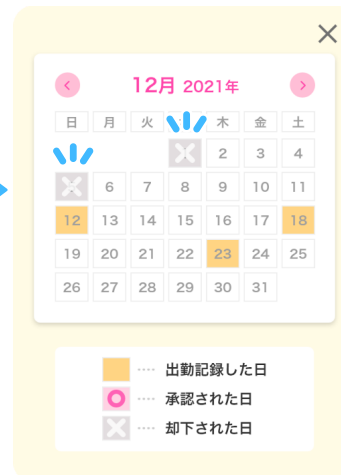 12月 2021年
日 月 火 木 金 土
2 3 4
6 7 8 9 10 11
12 13 14 15 16 17 18
19 20 21 22 23 24 25
26 27 28 29 30 31
出勤記録した日
承認された日
却下された日